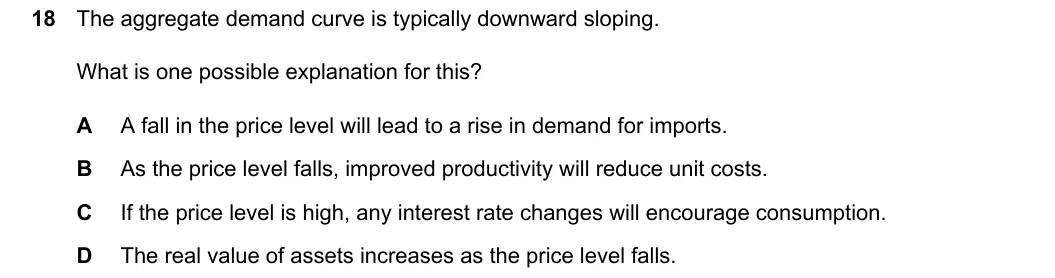 18 The aggregate demand curve is typically downward sloping.
What is one possible explanation for this?
A A fall in the price level will lead to a rise in demand for imports.
B As the price level falls, improved productivity will reduce unit costs.
C If the price level is high, any interest rate changes will encourage consumption.
D The real value of assets increases as the price level falls.